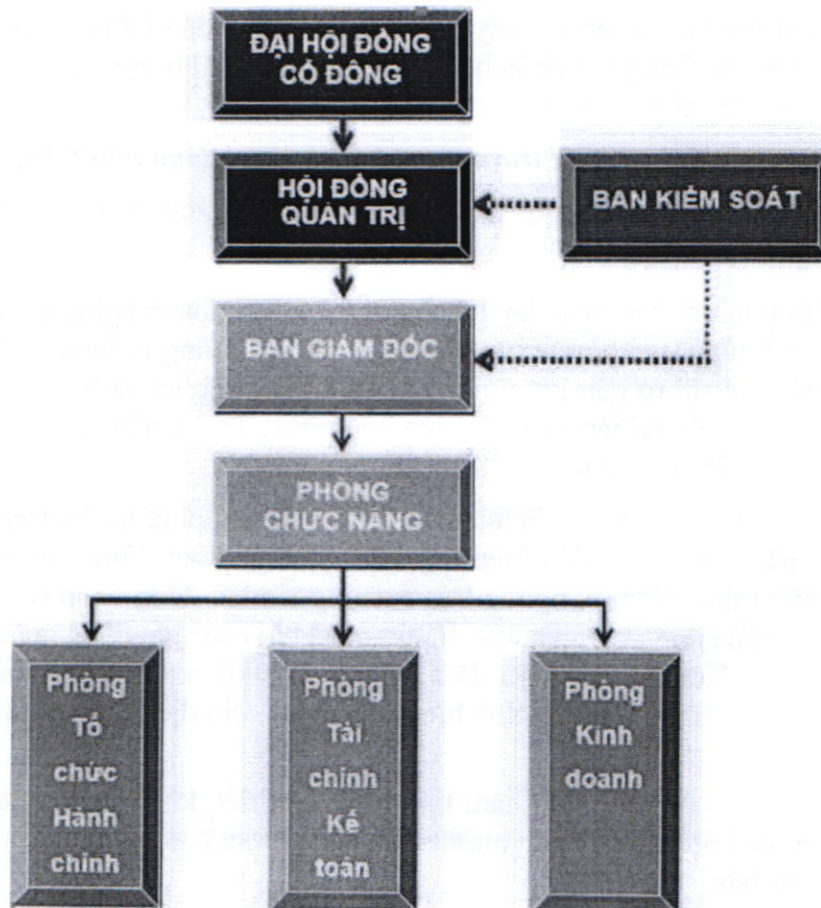 ĐẠI HỘI ĐỒNG
CỔ ĐÔNG
HỘI ĐỒNG
QUẢN TRỊ
BAN KIỂM SOÁT
BAN GIÁM ĐỐC
PHÒNG
CHỨC NĂNG
Phòng
Tổ
chức
Hành
chính
Phòng
Tài
chính
Kế
toán
Phòng
Kinh
doanh